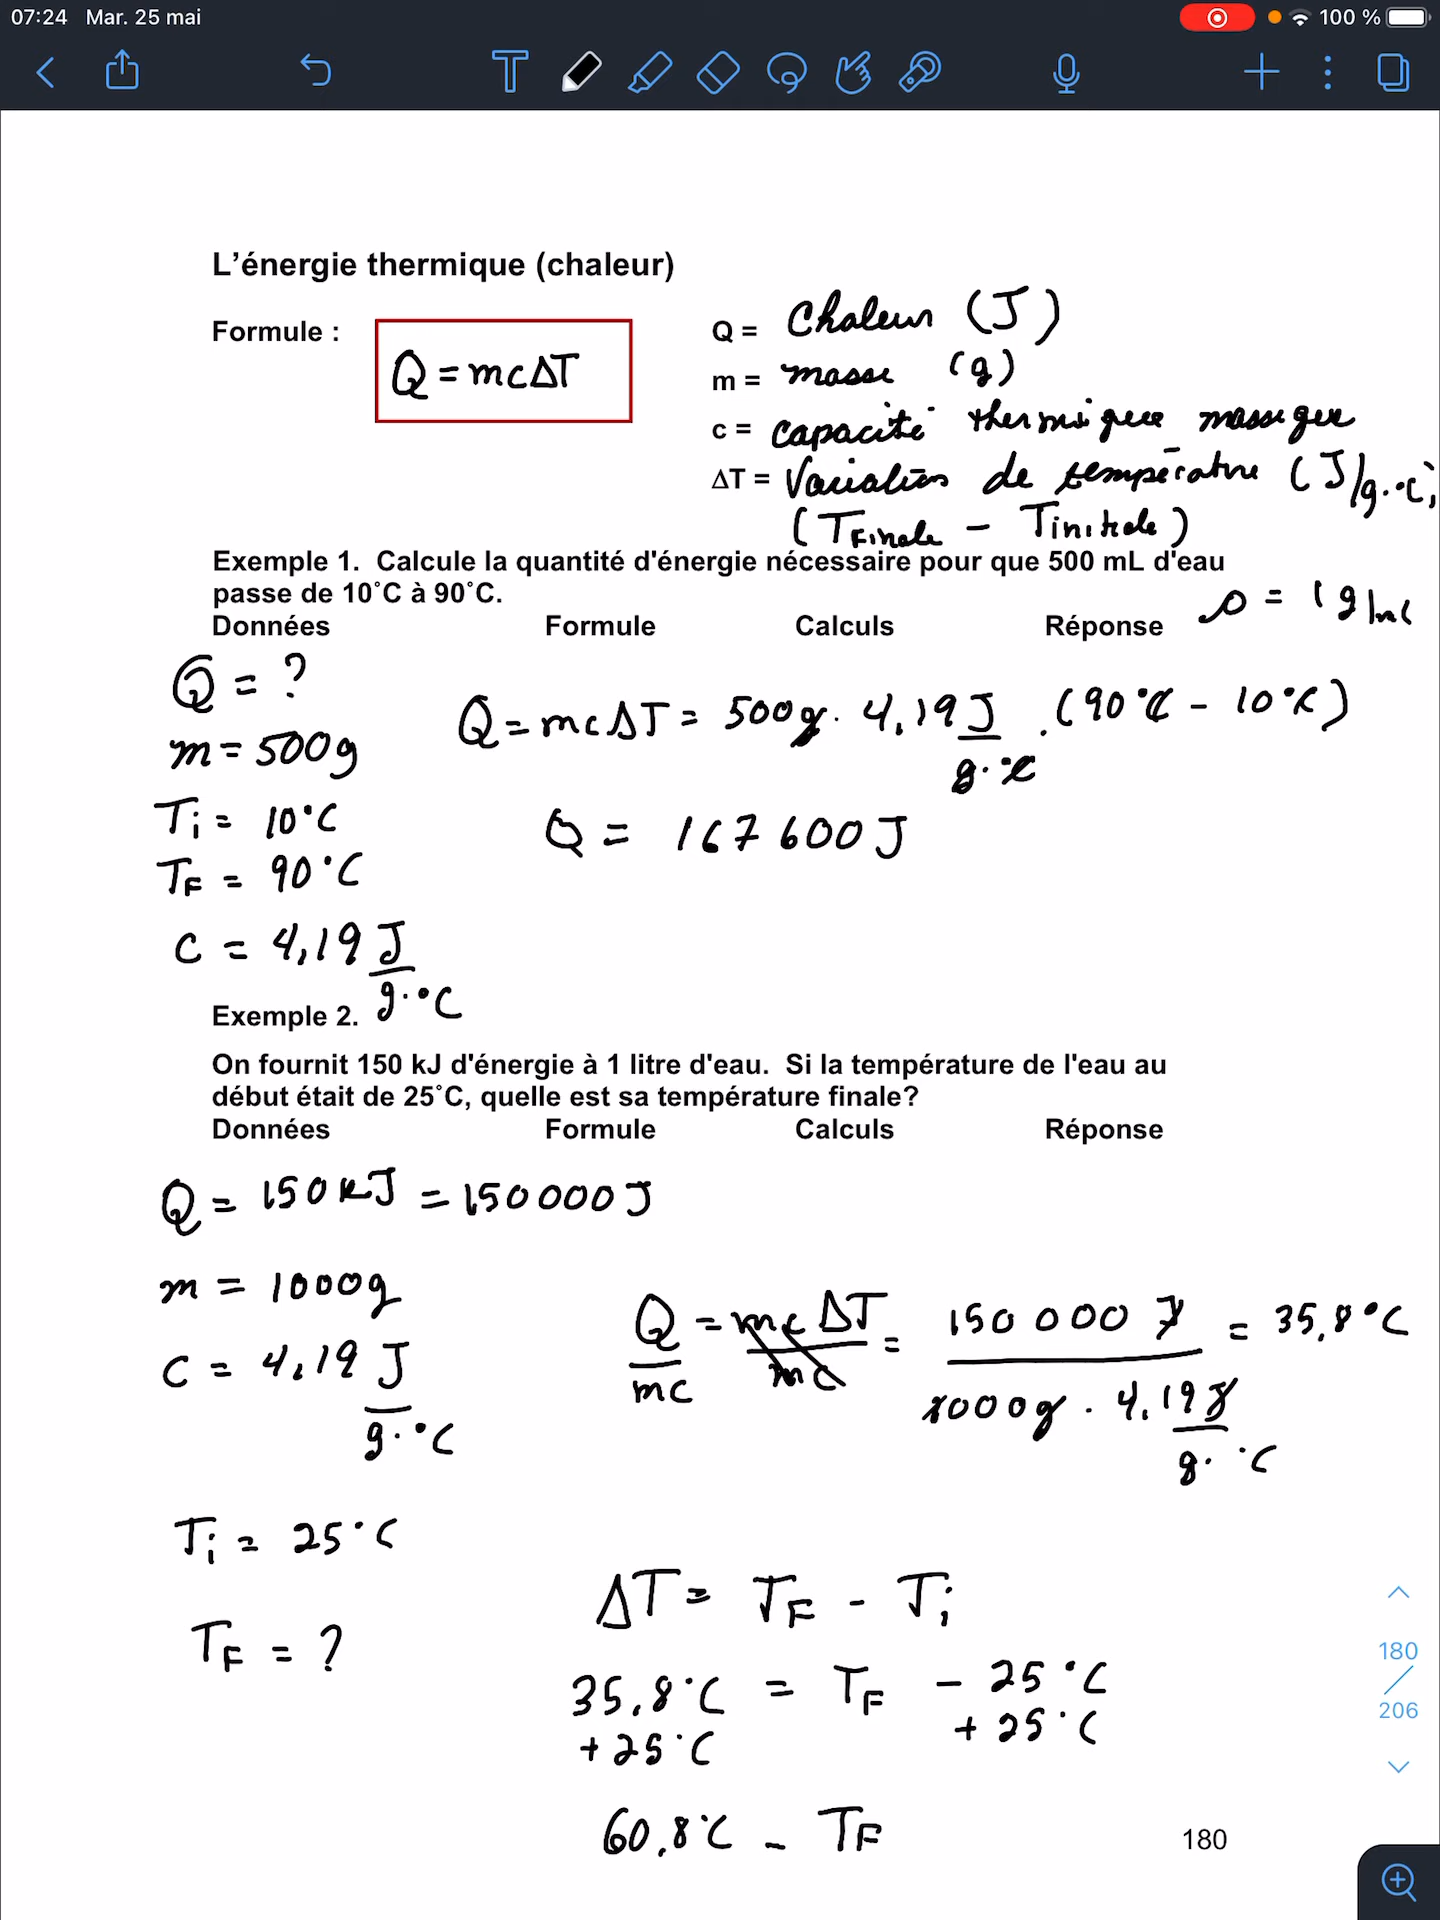 07:24 Mar. 25 mai 100 %
L'énergie thermique (chaleur)
Formule :
Q = mcΔT
Q = Chaleur (J)
m = masse (g)
c = capacité thermique massique
ΔT = Variation de température (J/g.°C)
(TFinale - Tinitiale)
Exemple 1. Calcule la quantité d'énergie nécessaire pour que 500 mL d'eau
passe de 10°C à 90°C.
ρ = 1g/mL
Données Formule Calculs Réponse
Q = ?
m = 500g
Ti = 10°C
TF = 90°C
c = 4,19 J
g.°C
Q = mcΔT = 500g . 4,19 J . (90°C - 10°C)
g.°C
Q = 167 600 J
Exemple 2.
On fournit 150 kJ d'énergie à 1 litre d'eau. Si la température de l'eau au
début était de 25°C, quelle est sa température finale?
Données Formule Calculs Réponse
Q = 150 kJ = 150 000 J
m = 1000g
c = 4,19 J
g.°C
Ti = 25°C
TF = ?
Q = mcΔT = 150 000 J = 35,8°C
mc mc 1000g . 4,19 J
g. °C
ΔT = TF - Ti
35,8°C = TF - 25°C
+ 25°C + 25°C
60,8°C - TF
180
206
180